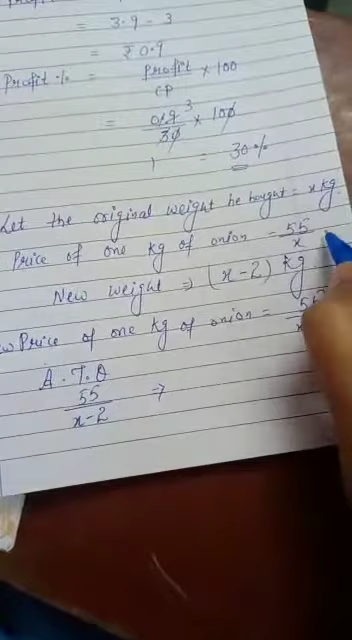 = 3.9 - 3
= ₹0.9
Profit % = Profit/CP × 100
= 0.9/30 3 × 100
= 30%
Let the original weight he bought = x kg
Price of one kg of onion = 55/x
New weight ⇒ (x-2) kg
Price of one kg of onion = 55
A.T.Q
55/x-2 ⇒